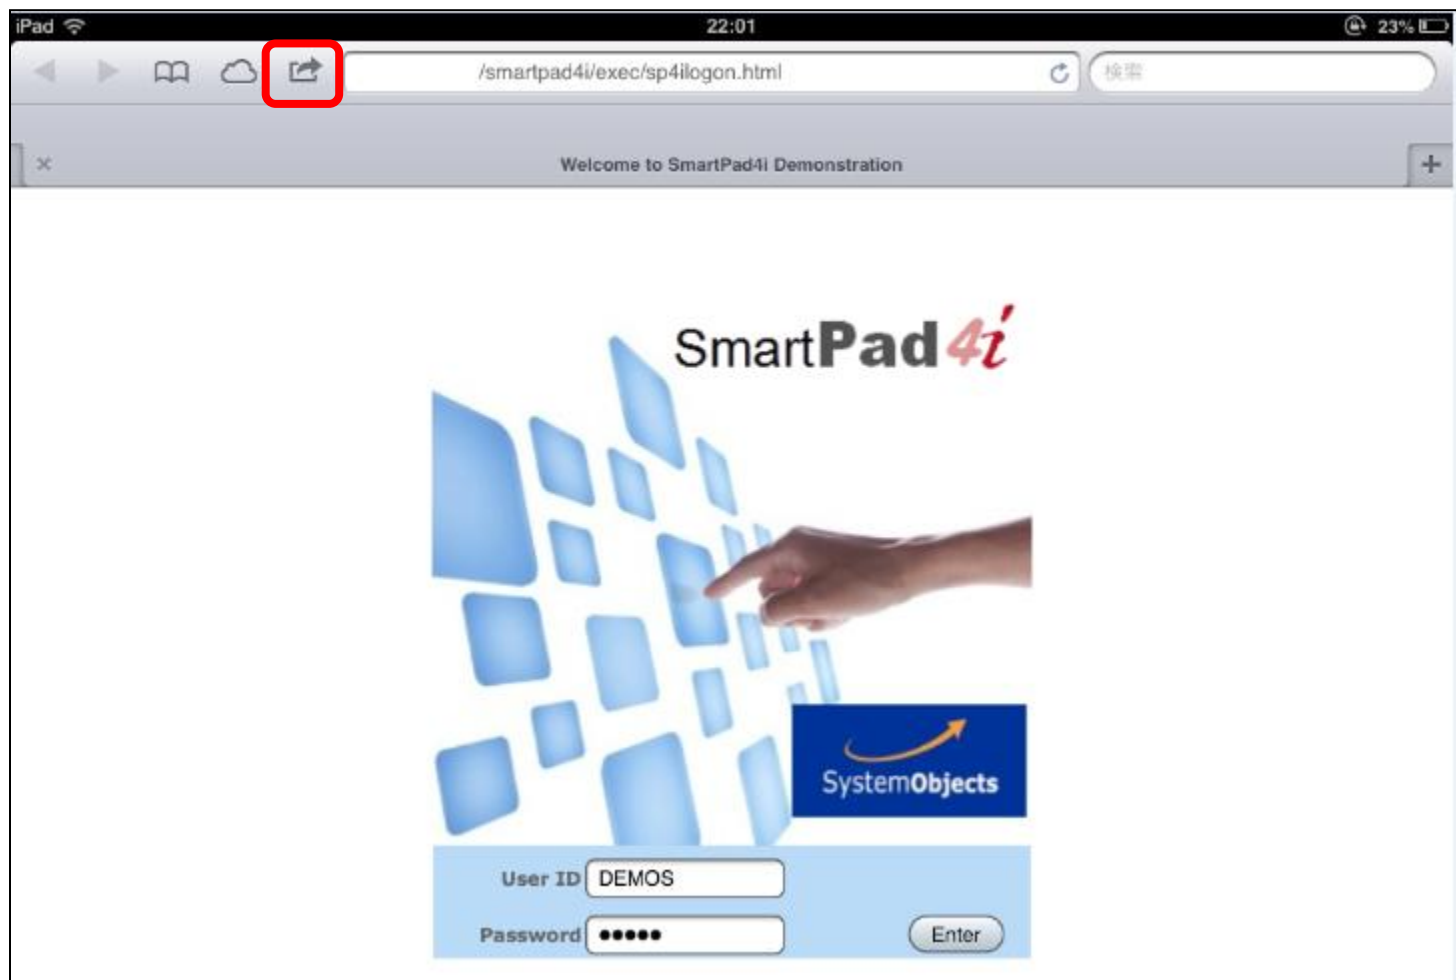 iPad 22:01 23%
/smartpad4i/exec/sp4ilogon.html 検索
Welcome to SmartPad4i Demonstration
SmartPad4i
SystemObjects
User ID DEMOS
Password •••••
Enter